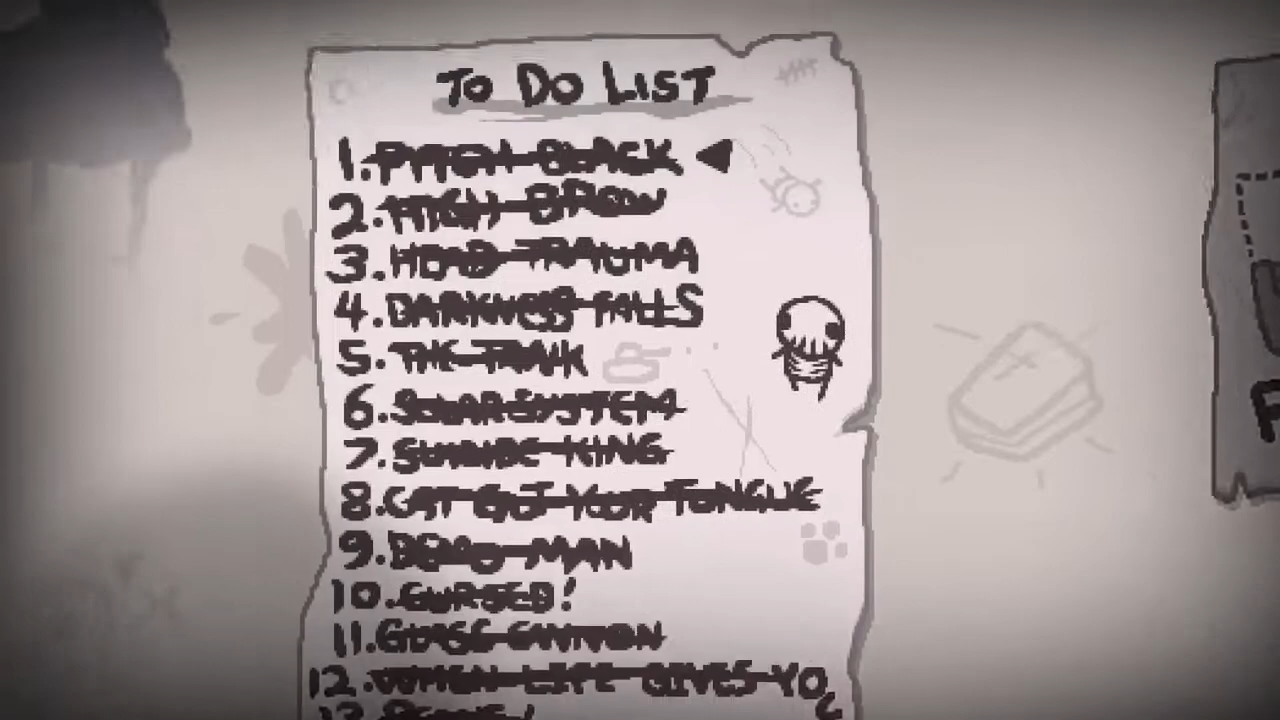 TO DO LIST
1. PITCH BLACK
2. HIGH BROW
3. HEAD TRAUMA
4. DARKNESS FALLS
5. THE TANK
6. SOLAR SYSTEM
7. SUICIDE KING
8. CAT GOT YOUR TONGUE
9. DEMO MAN
10. CURSED!
11. GLASS CANNON
12. WHEN LIFE GIVES YO